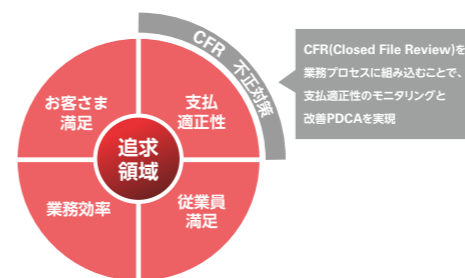 CFR 不正対策
CFR(Closed File Review)を
業務プロセスに組み込むことで、
支払適正性のモニタリングと
改善PDCAを実現
お客さま
満足
支払
適正性
追求
領域
業務効率
従業員
満足